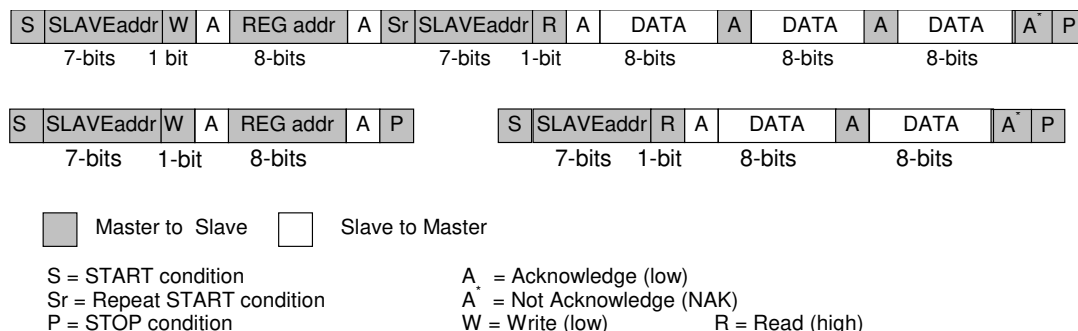 S SLAVEaddr W A REG addr A Sr SLAVEaddr R A DATA A DATA A DATA A* P
7-bits 1 bit 8-bits 7-bits 1-bit 8-bits 8-bits 8-bits
S SLAVEaddr W A REG addr A P S SLAVEaddr R A DATA A DATA A* P
7-bits 1-bit 8-bits 7-bits 1-bit 8-bits 8-bits
Master to Slave Slave to Master
S = START condition A = Acknowledge (low)
Sr = Repeat START condition A* = Not Acknowledge (NAK)
P = STOP condition W = Write (low) R = Read (high)